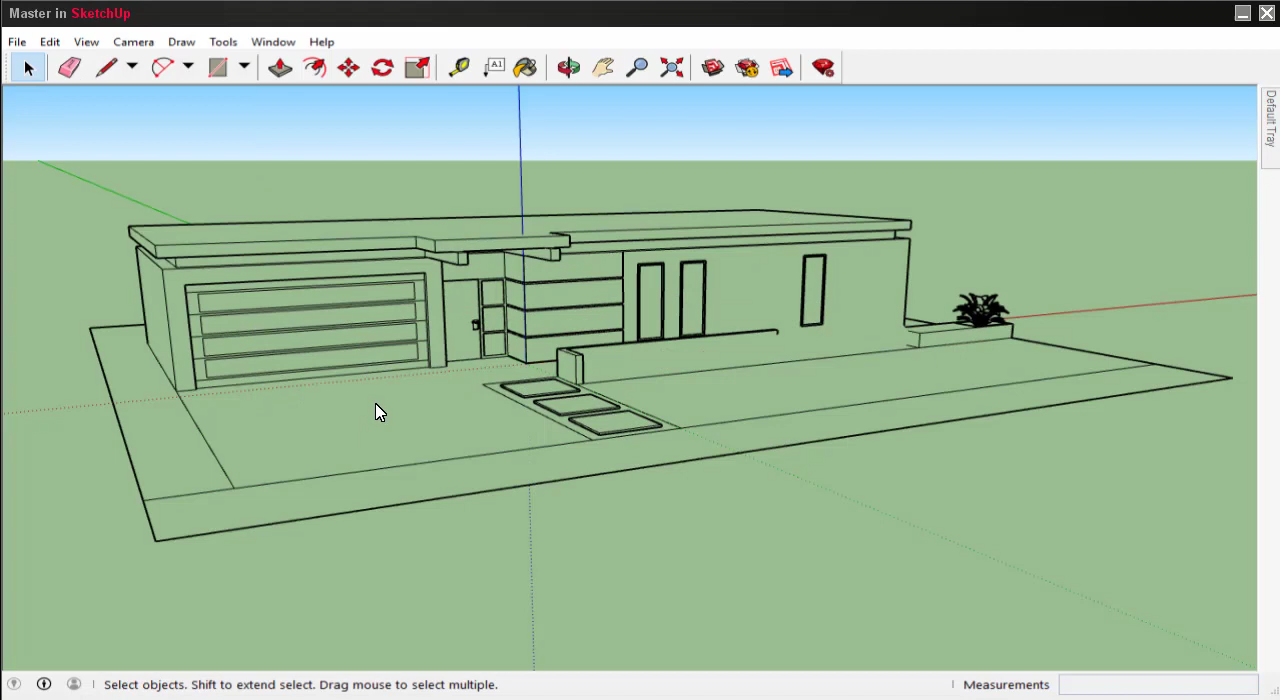 Master in SketchUp
File Edit View Camera Draw Tools Window Help
A1
Default Tray
Select objects. Shift to extend select. Drag mouse to select multiple.
Measurements